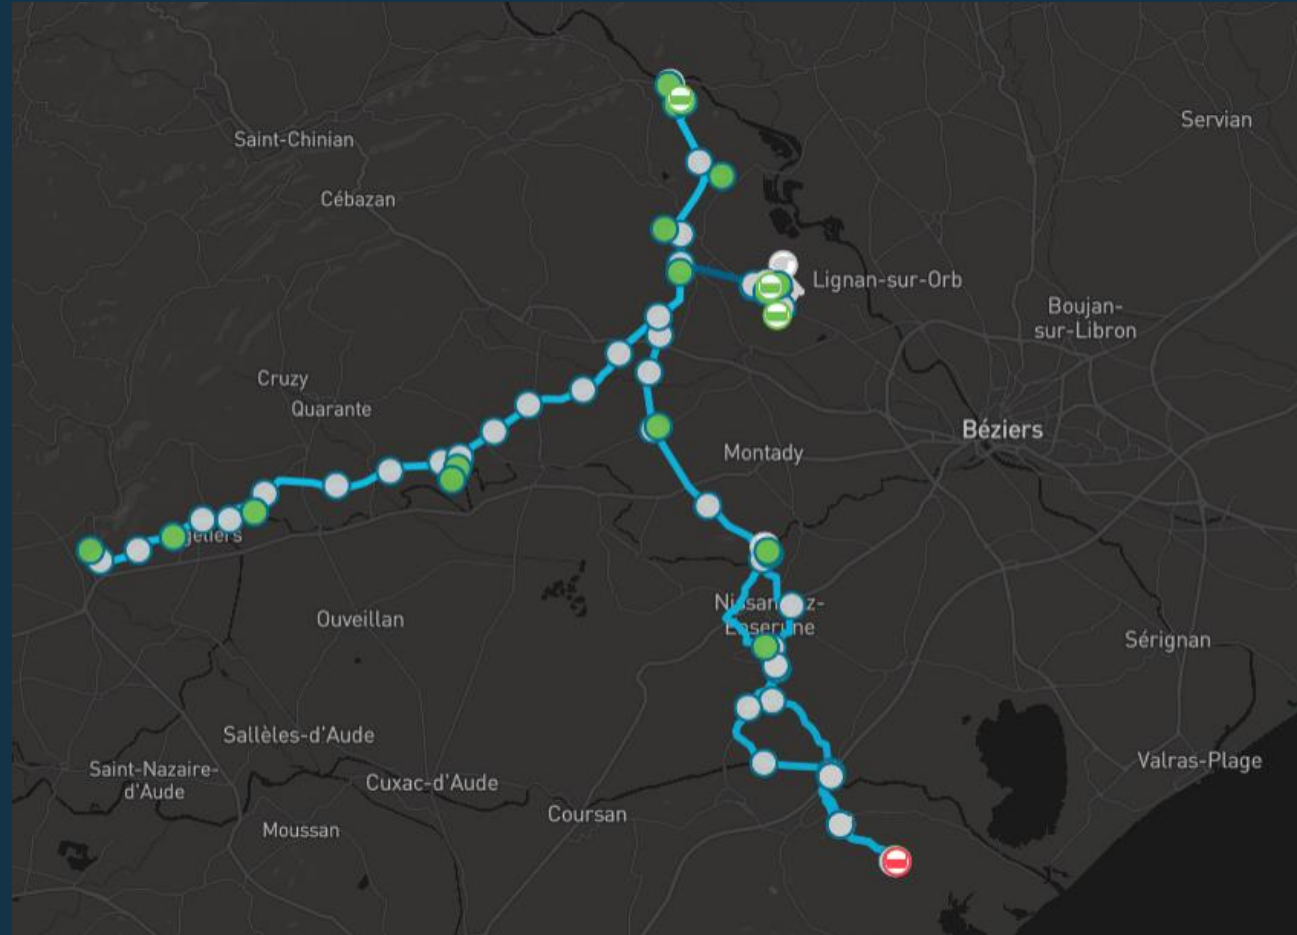 Servian
Saint-Chinian
Cébazan
Lignan-sur-Orb
Boujan-
sur-Libron
Cruzy
Quarante
Béziers
Montady
geliers
Ouveillan
Sérignan
Sallèles-d'Aude
Valras-Plage
Saint-Nazaire-
d'Aude
Cuxac-d'Aude
Coursan
Moussan